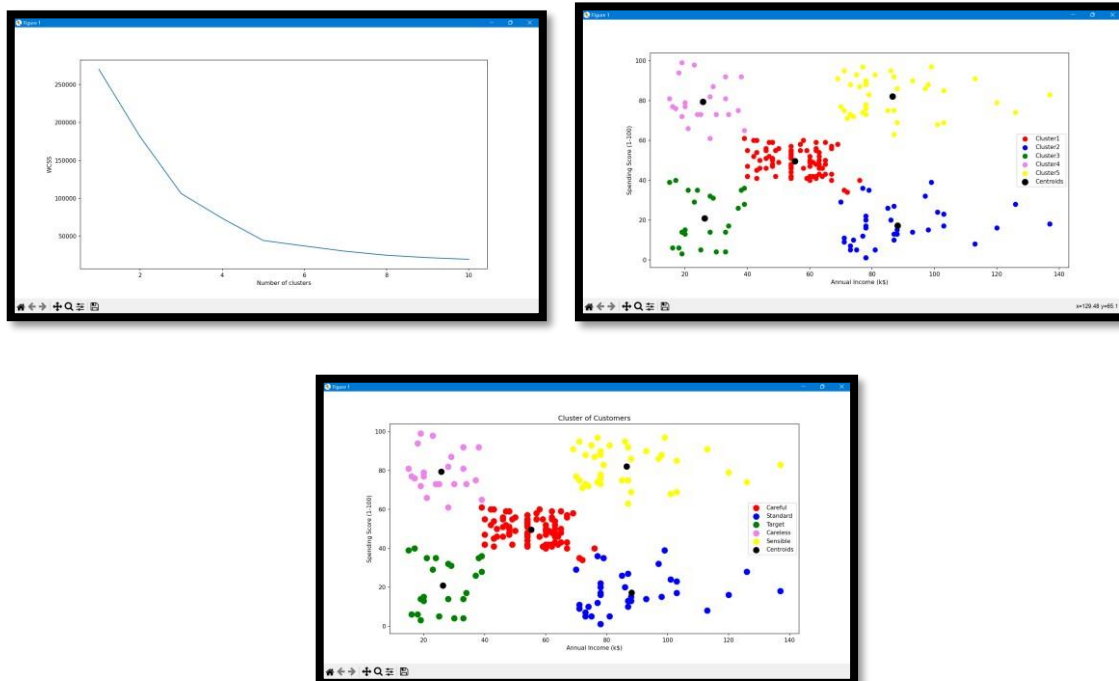 Figure 1
250000
200000
150000
100000
50000
WCSS
2
4
6
8
10
Number of clusters
Figure 1
100
80
60
40
20
0
Spending Score (1-100)
Cluster1
Cluster2
Cluster3
Cluster4
Cluster5
Centroids
20
40
60
80
100
120
140
Annual Income (k$)
Figure 1
Cluster of Customers
100
80
60
40
20
0
Spending Score (1-100)
Careful
Standard
Target
Careless
Sensible
Centroids
20
40
60
80
100
120
140
Annual Income (k$)